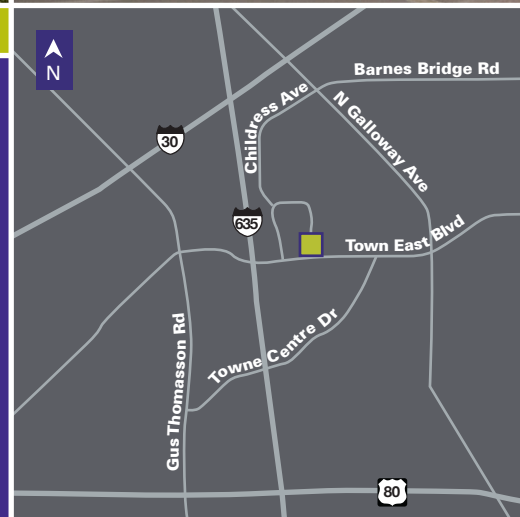 N
Barnes Bridge Rd
Childress Ave
N Galloway Ave
30
635
Town East Blvd
Towne Centre Dr
Gus Thomasson Rd
80